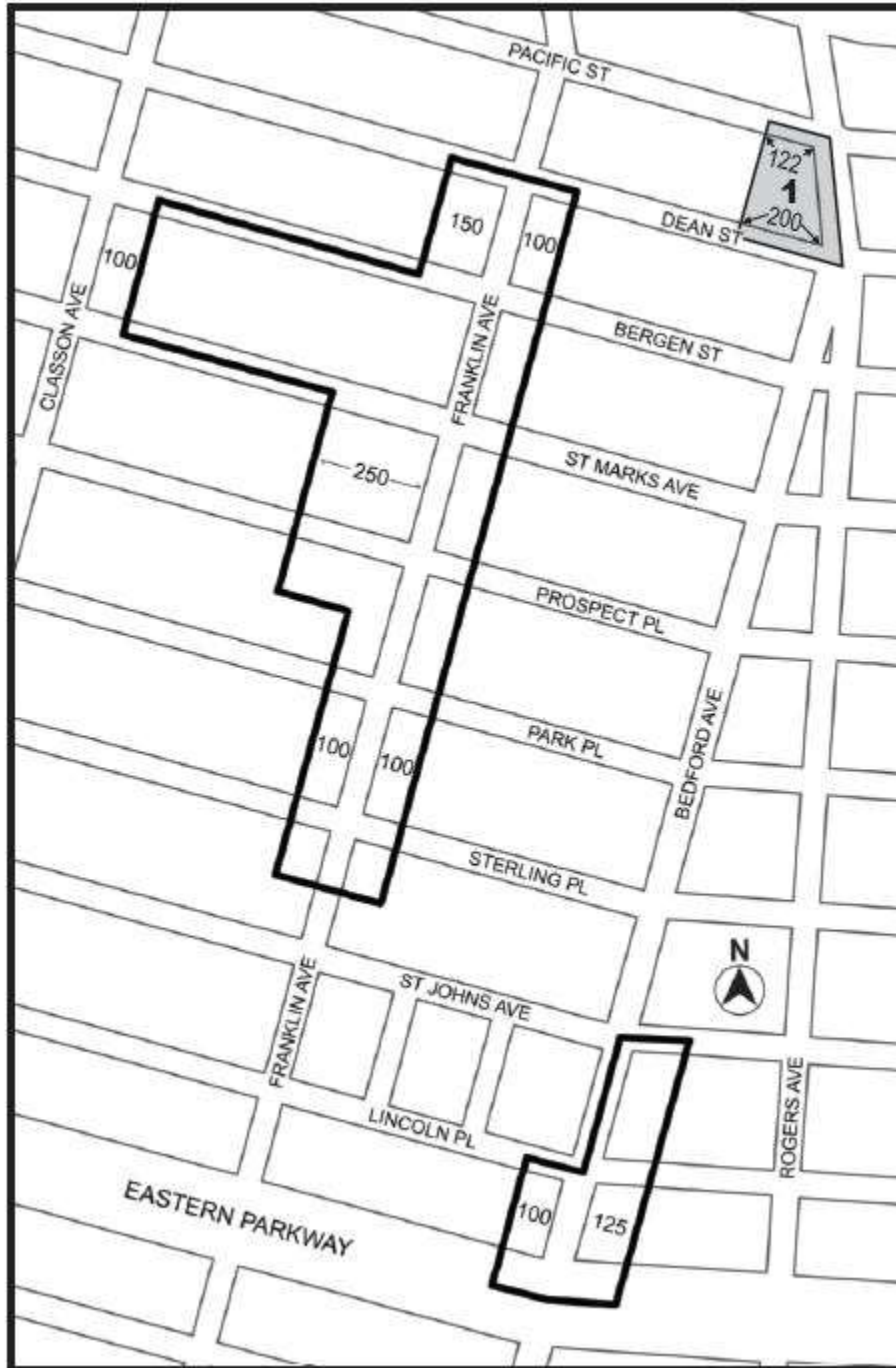 PACIFIC ST
122
1
200
150
100
DEAN ST
100
BERGEN ST
CLASSON AVE
FRANKLIN AVE
250
ST MARKS AVE
PROSPECT PL
100
100
PARK PL
BEDFORD AVE
STERLING PL
N
ST JOHNS AVE
FRANKLIN AVE
LINCOLN PL
ROGERS AVE
EASTERN PARKWAY
100
125